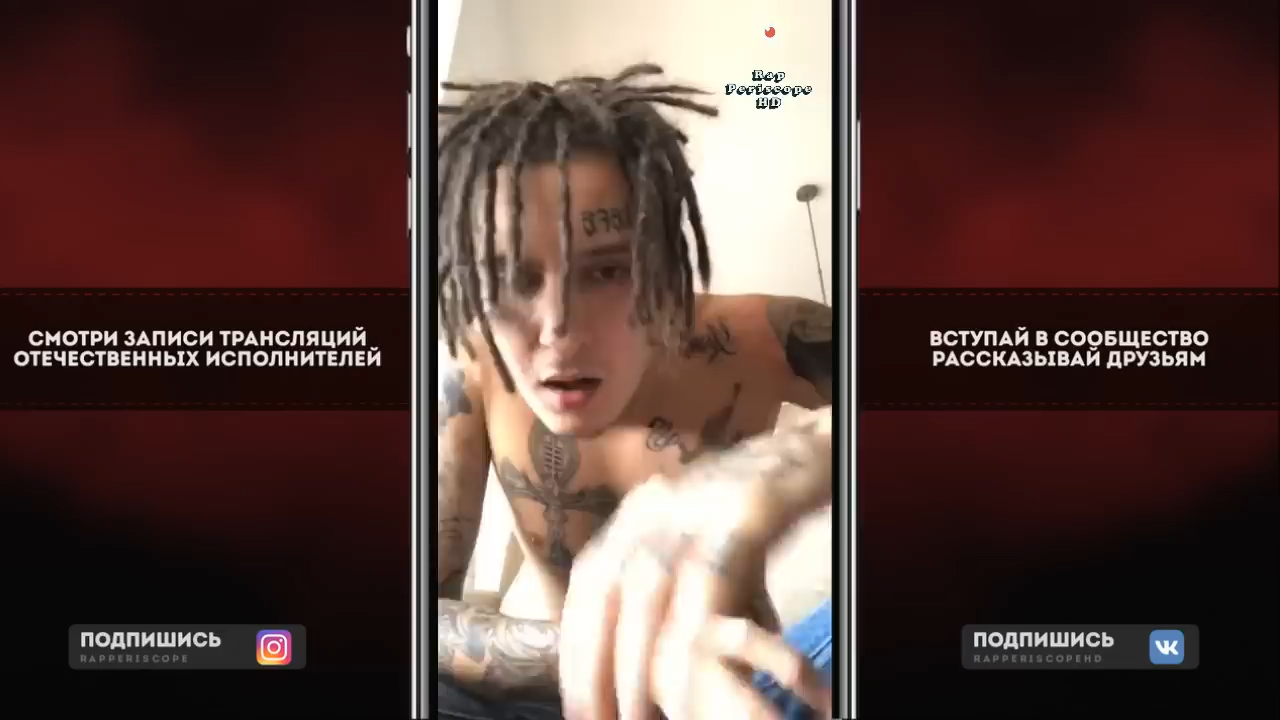 Rap
Periscope
HD
СМОТРИ ЗАПИСИ ТРАНСЛЯЦИЙ
ОТЕЧЕСТВЕННЫХ ИСПОЛНИТЕЛЕЙ
ВСТУПАЙ В СООБЩЕСТВО
РАССКАЗЫВАЙ ДРУЗЬЯМ
ПОДПИШИСЬ
RAPPERISCOPE
ПОДПИШИСЬ
RAPPERISCOPEHD